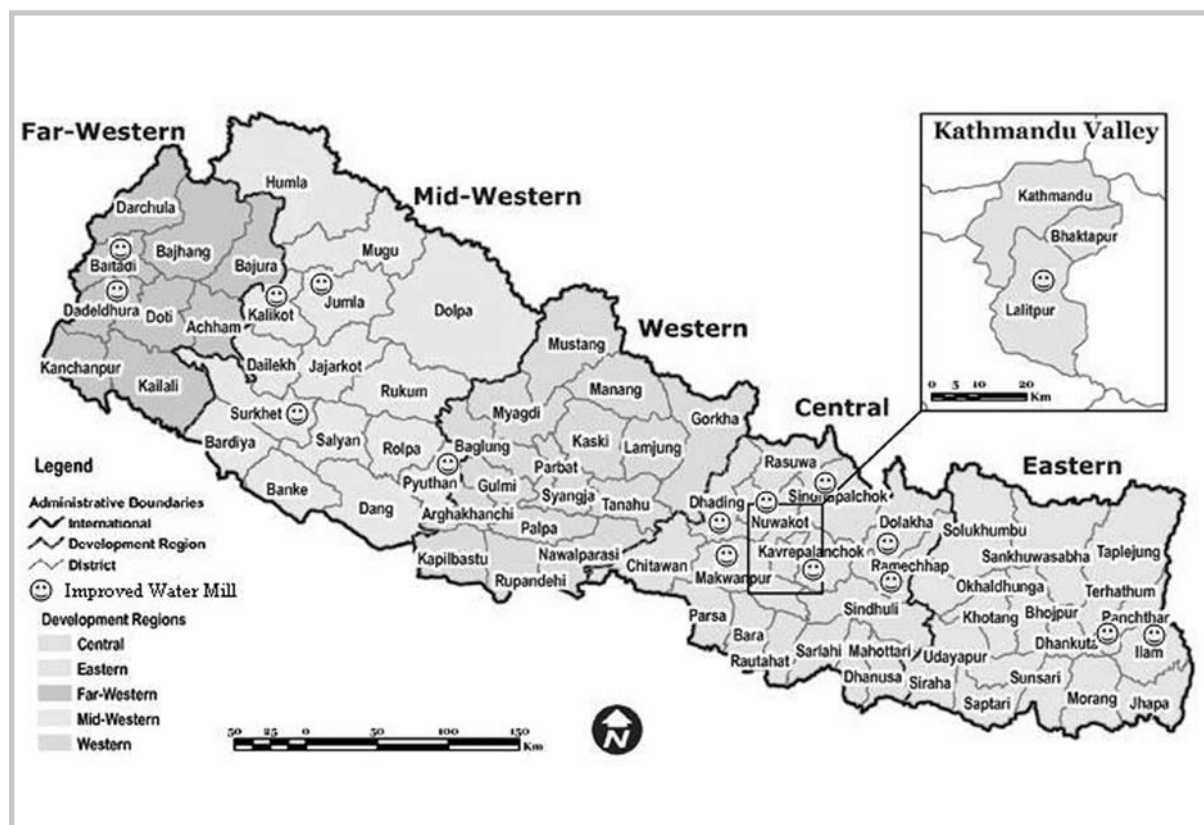 Far-Western
Mid-Western
Western
Central
Eastern
Kathmandu Valley
Kathmandu
Bhaktapur
Lalitpur
0 5 10 20
Km
Humla
Darchula
Mugu
Baitadi
Bajhang
Bajura
Dadeldhura
Doti
Achham
Kalikot
Jumla
Dolpa
Kanchanpur
Kailali
Dailekh
Jajarkot
Rukum
Surkhet
Bardiya
Salyan
Rolpa
Banke
Dang
Pyuthan
Mustang
Manang
Myagdi
Gorkha
Baglung
Kaski
Lamjung
Parbat
Gulmi
Syangja
Tanahu
Arghakhanchi
Palpa
Kapilbastu
Nawalparasi
Rupandehi
Rasuwa
Sindhupalchok
Dhading
Nuwakot
Dolakha
Kavrepalanchok
Chitawan
Makwanpur
Ramechhap
Sindhuli
Parsa
Bara
Rautahat
Sarlahi
Mahottari
Dhanusa
Solukhumbu
Sankhuwasabha
Taplejung
Okhaldhunga
Terhathum
Khotang
Bhojpur
Panchthar
Dhankuta
Ilam
Udayapur
Siraha
Saptari
Sunsari
Morang
Jhapa
Legend
Administrative Boundaries
International
Development Region
District
Improved Water Mill
Development Regions
Central
Eastern
Far-Western
Mid-Western
Western
50 25 0 50 100 150
Km
N